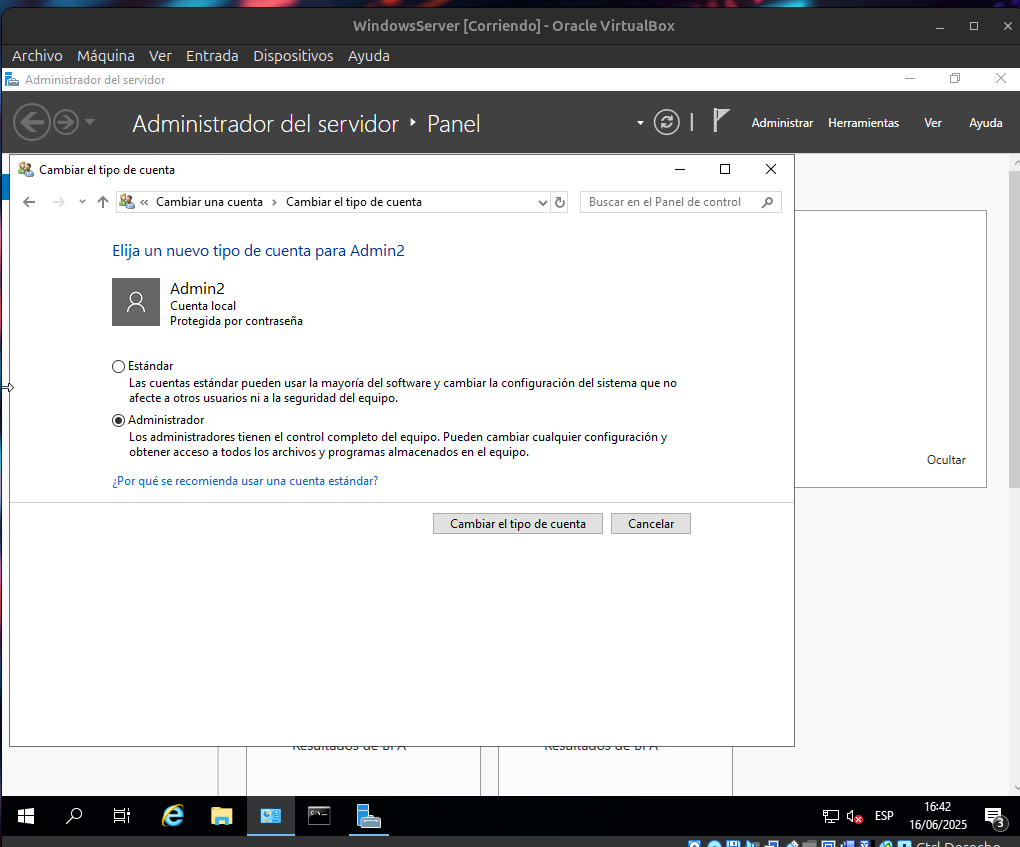 WindowsServer [Corriendo] - Oracle VirtualBox
Archivo Máquina Ver Entrada Dispositivos Ayuda
Administrador del servidor
Administrador del servidor ‣ Panel
Administrar Herramientas Ver Ayuda
Cambiar el tipo de cuenta
« Cambiar una cuenta › Cambiar el tipo de cuenta
Buscar en el Panel de control
Elija un nuevo tipo de cuenta para Admin2
Admin2
Cuenta local
Protegida por contraseña
Estándar
Las cuentas estándar pueden usar la mayoría del software y cambiar la configuración del sistema que no
afecte a otros usuarios ni a la seguridad del equipo.
Administrador
Los administradores tienen el control completo del equipo. Pueden cambiar cualquier configuración y
obtener acceso a todos los archivos y programas almacenados en el equipo.
Ocultar
¿Por qué se recomienda usar una cuenta estándar?
Cambiar el tipo de cuenta Cancelar
Resultados de BPA Resultados de BPA
ESP
16:42
16/06/2025
3
Ctrl Derecho